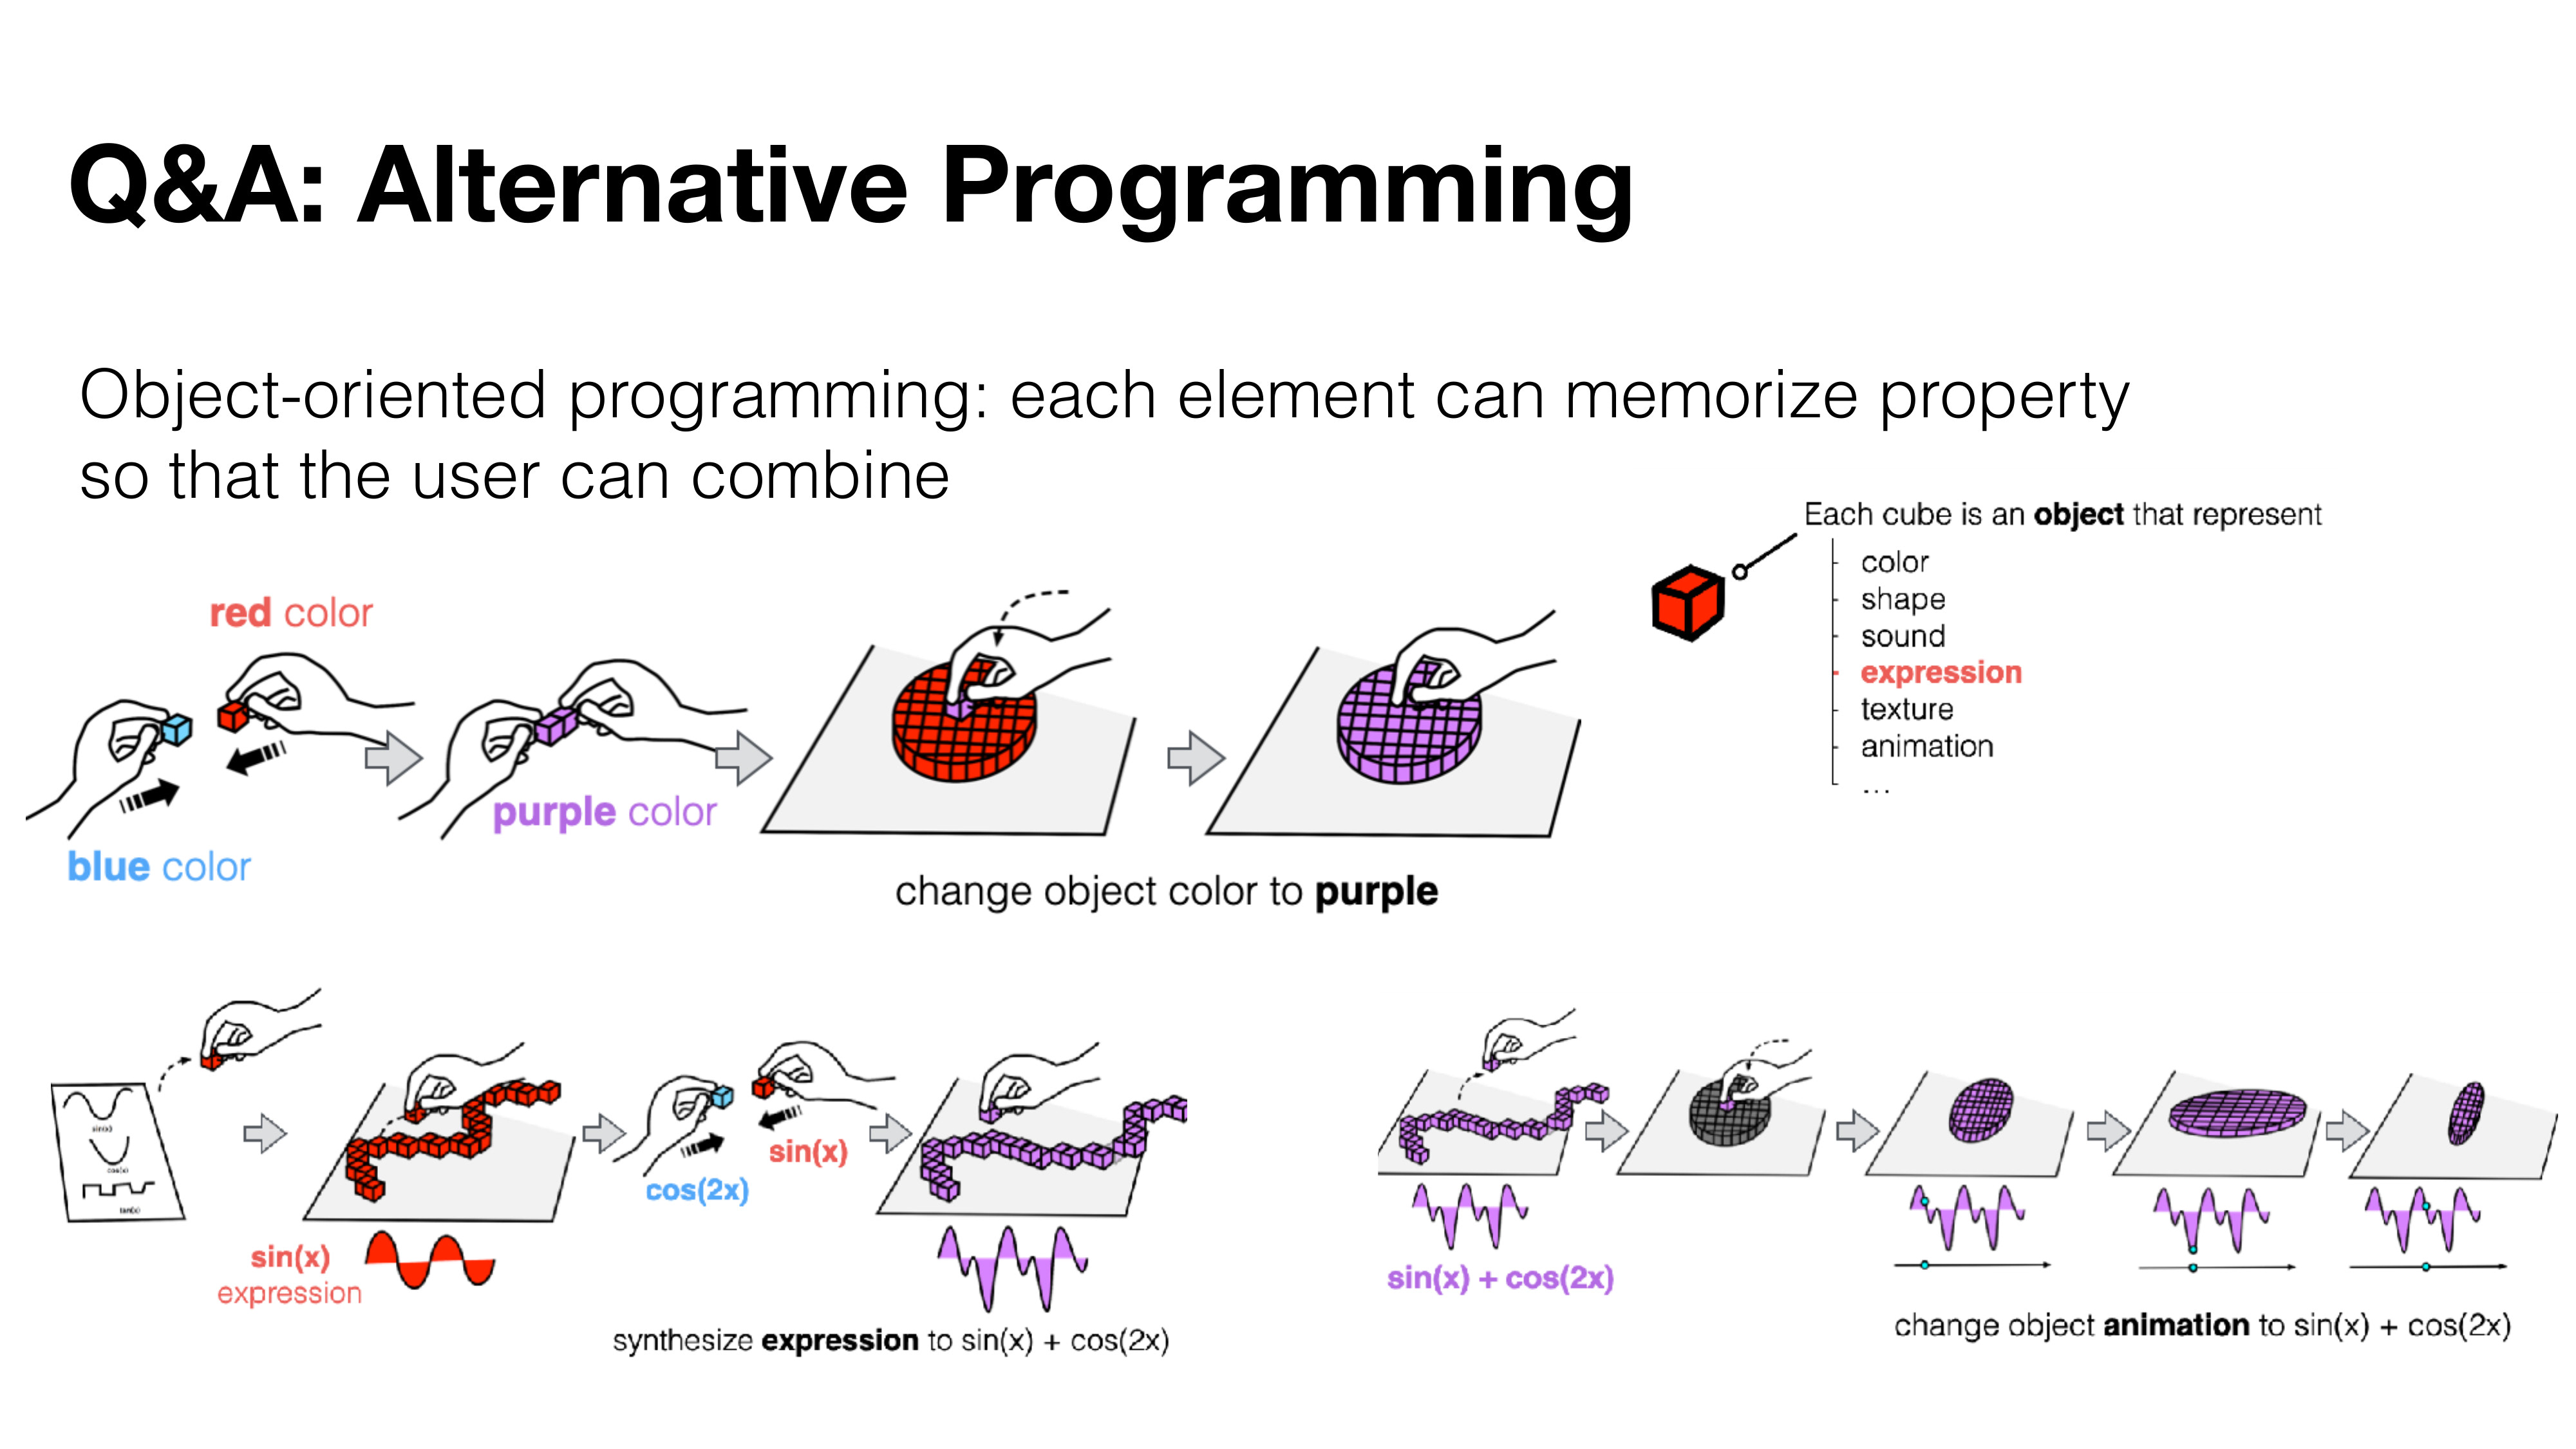 Q&A: Alternative Programming
Object-oriented programming: each element can memorize property
so that the user can combine
Each cube is an object that represent
color
shape
sound
expression
texture
animation
...
red color
blue color
purple color
change object color to purple
sin(x)
cos(x)
tan(x)
sin(x)
expression
cos(2x)
sin(x)
synthesize expression to sin(x) + cos(2x)
sin(x) + cos(2x)
change object animation to sin(x) + cos(2x)